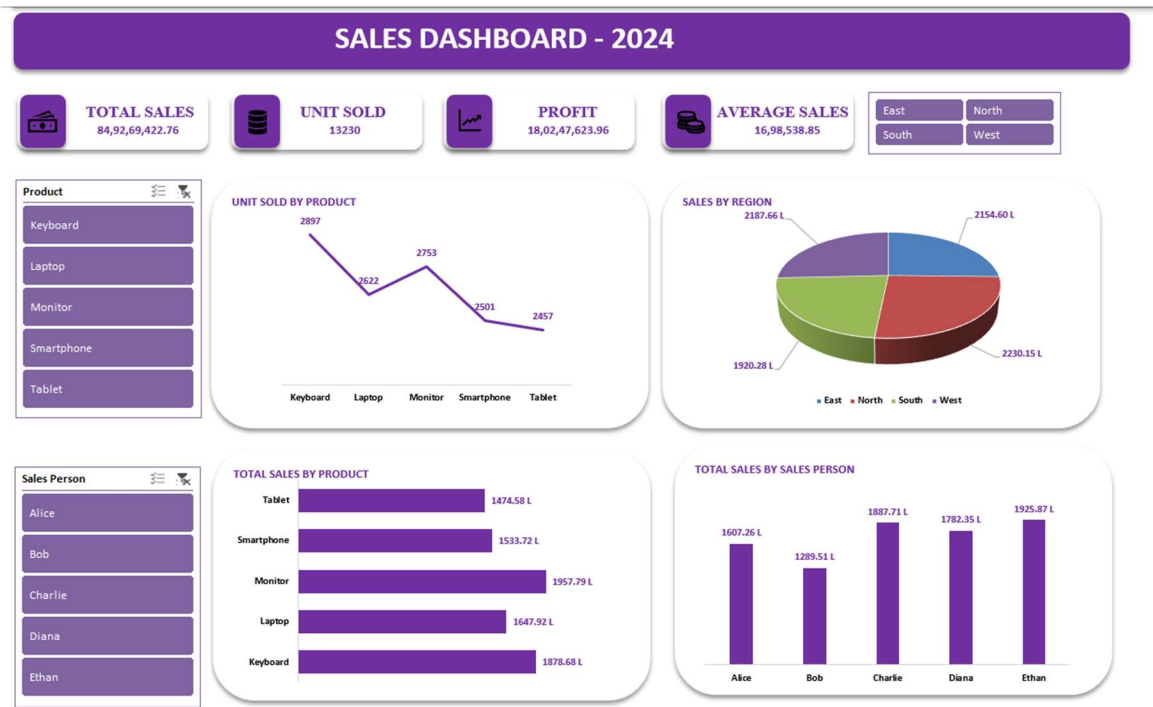 SALES DASHBOARD - 2024
TOTAL SALES
84,92,69,422.76
UNIT SOLD
13230
PROFIT
18,02,47,623.96
AVERAGE SALES
16,98,538.85
East
North
South
West
Product
Keyboard
Laptop
Monitor
Smartphone
Tablet
UNIT SOLD BY PRODUCT
2897
2622
2753
2501
2457
Keyboard Laptop Monitor Smartphone Tablet
SALES BY REGION
2187.66 L
2154.60 L
1920.28 L
2230.15 L
East North South West
Sales Person
Alice
Bob
Charlie
Diana
Ethan
TOTAL SALES BY PRODUCT
Tablet 1474.58 L
Smartphone 1533.72 L
Monitor 1957.79 L
Laptop 1647.92 L
Keyboard 1878.68 L
TOTAL SALES BY SALES PERSON
1607.26 L
1289.51 L
1887.71 L
1782.35 L
1925.87 L
Alice Bob Charlie Diana Ethan